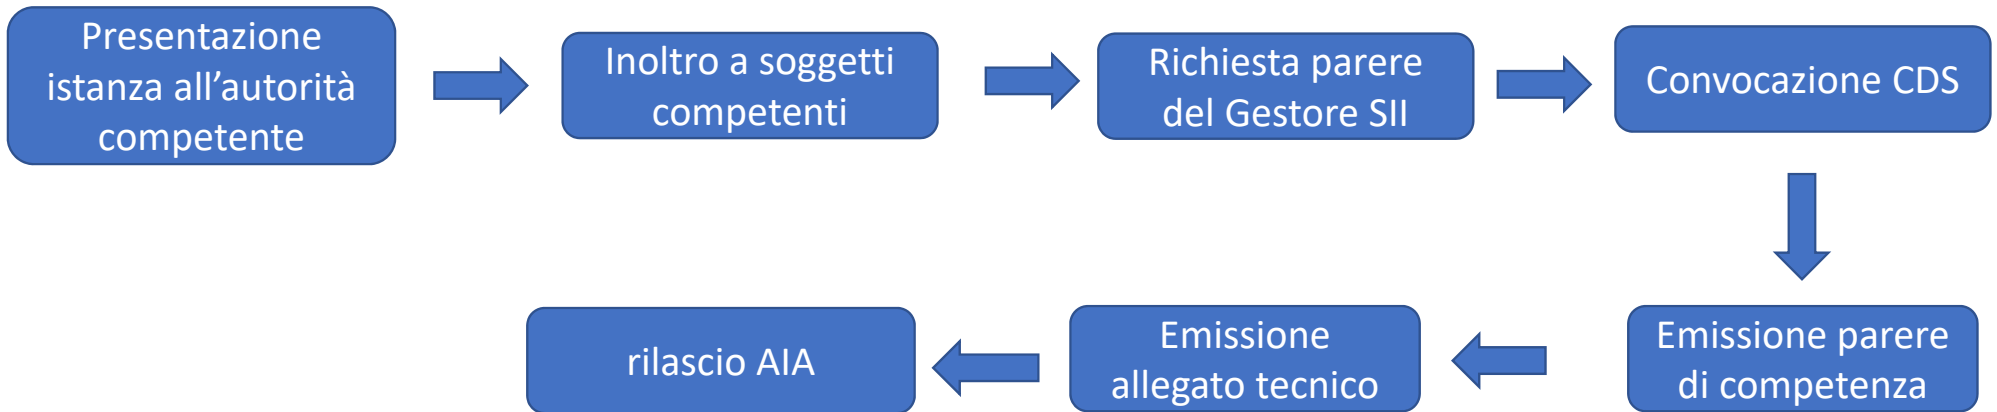 Presentazione
istanza all’autorità
competente
Inoltro a soggetti
competenti
Richiesta parere
del Gestore SII
Convocazione CDS
Emissione parere
di competenza
Emissione
allegato tecnico
rilascio AIA